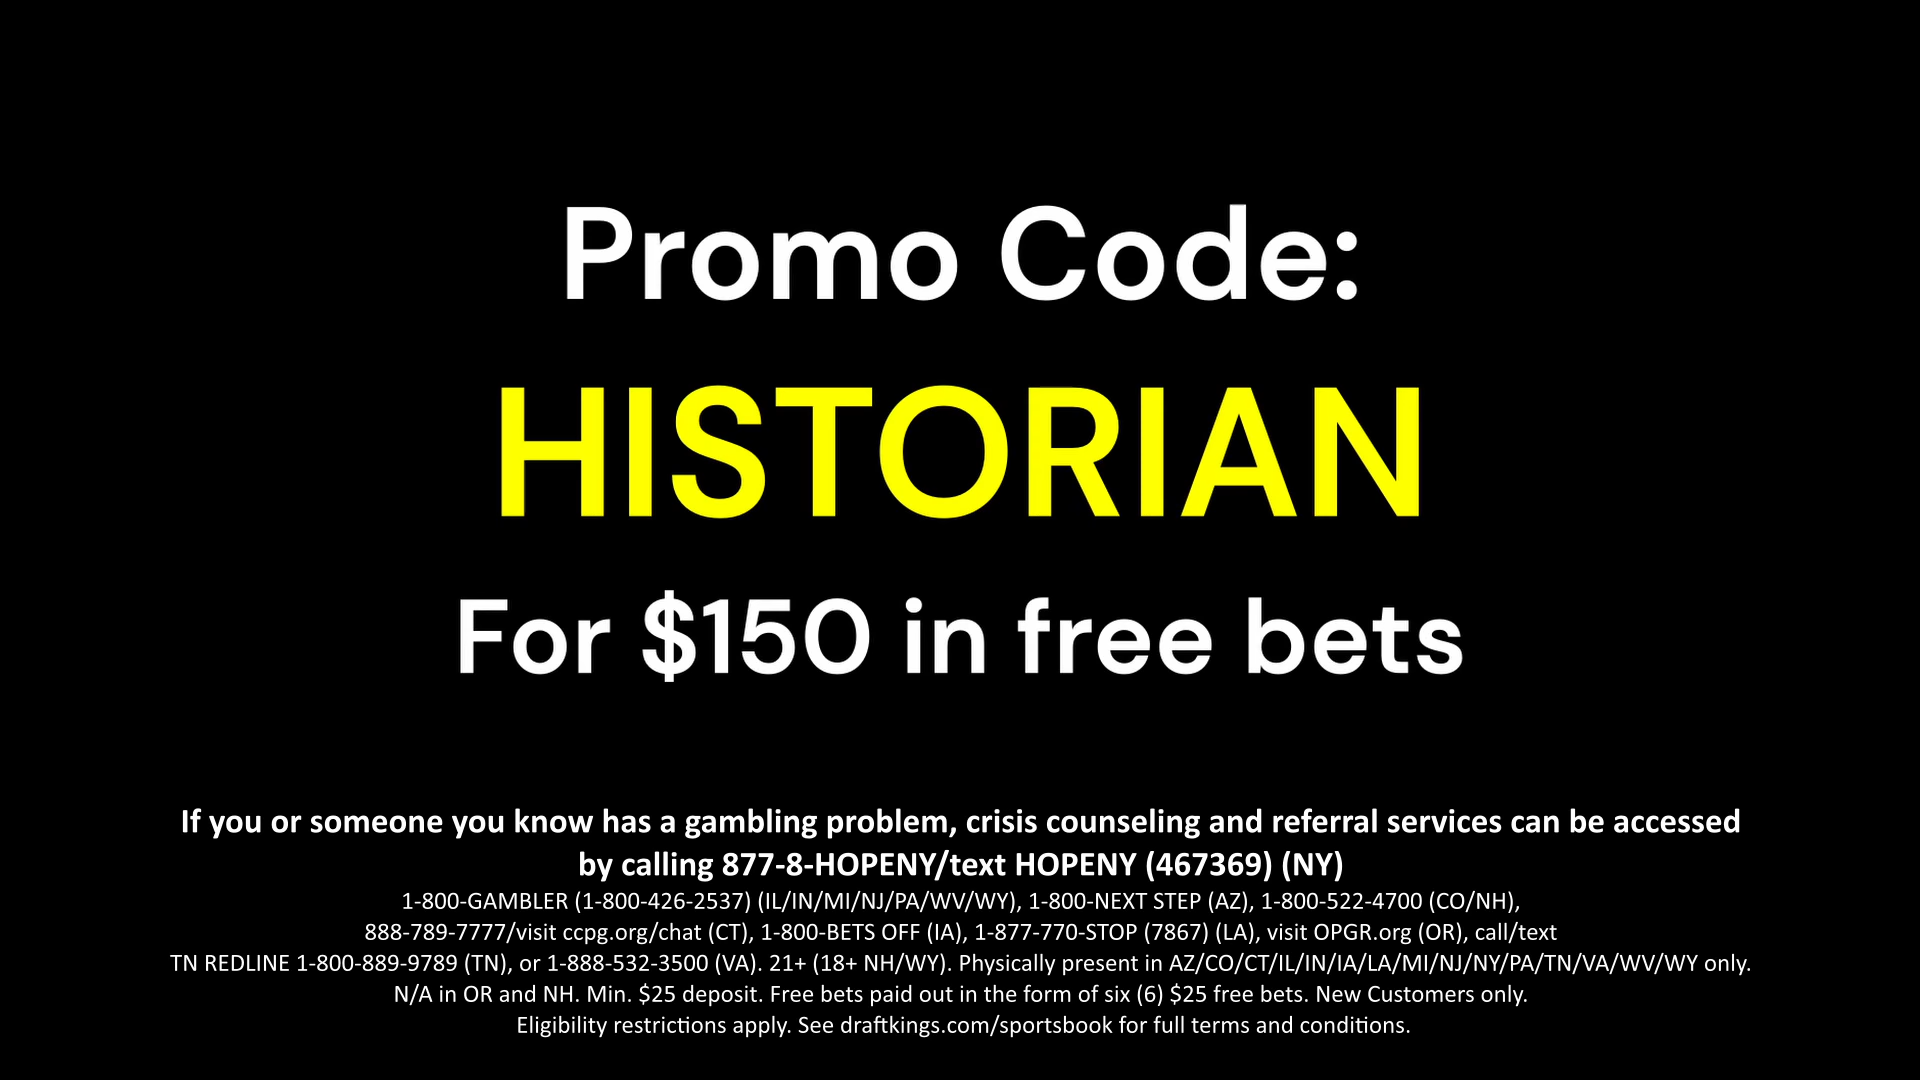 Promo Code:
HISTORIAN
For $150 in free bets
If you or someone you know has a gambling problem, crisis counseling and referral services can be accessed
by calling 877-8-HOPENY/text HOPENY (467369) (NY)
1-800-GAMBLER (1-800-426-2537) (IL/IN/MI/NJ/PA/WV/WY), 1-800-NEXT STEP (AZ), 1-800-522-4700 (CO/NH),
888-789-7777/visit ccpg.org/chat (CT), 1-800-BETS OFF (IA), 1-877-770-STOP (7867) (LA), visit OPGR.org (OR), call/text
TN REDLINE 1-800-889-9789 (TN), or 1-888-532-3500 (VA). 21+ (18+ NH/WY). Physically present in AZ/CO/CT/IL/IN/IA/LA/MI/NJ/NY/PA/TN/VA/WV/WY only.
N/A in OR and NH. Min. $25 deposit. Free bets paid out in the form of six (6) $25 free bets. New Customers only.
Eligibility restrictions apply. See draftkings.com/sportsbook for full terms and conditions.